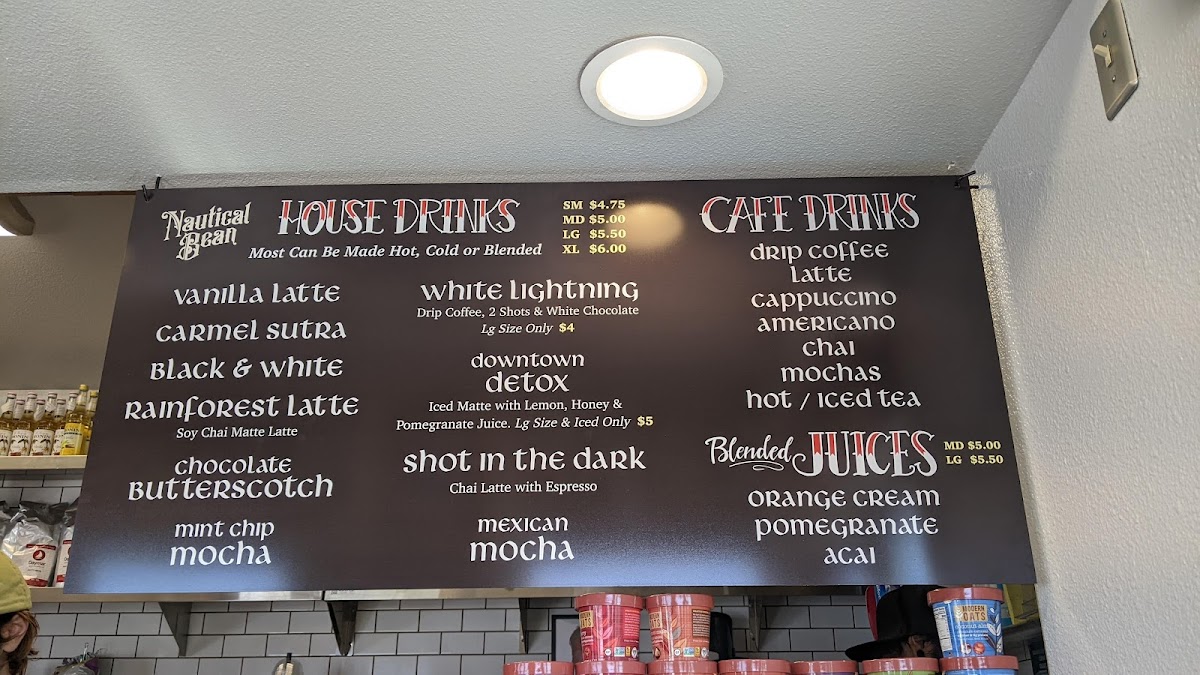 Nautical
Bean
HOUSE DRINKS
Most Can Be Made Hot, Cold or Blended
SM $4.75
MD $5.00
LG $5.50
XL $6.00
vanilla latte
carmel sutra
black & white
rainforest latte
Soy Chai Matte Latte
chocolate
butterscotch
mint chip
mocha
white lightning
Drip Coffee, 2 Shots & White Chocolate
Lg Size Only $4
downtown
detox
Iced Matte with Lemon, Honey &
Pomegranate Juice. Lg Size & Iced Only $5
shot in the dark
Chai Latte with Espresso
mexican
mocha
CAFE DRINKS
drip coffee
latte
cappuccino
americano
chai
mochas
hot / iced tea
Blended JUICES
MD $5.00
LG $5.50
orange cream
pomegranate
acai
MODERN
OATS